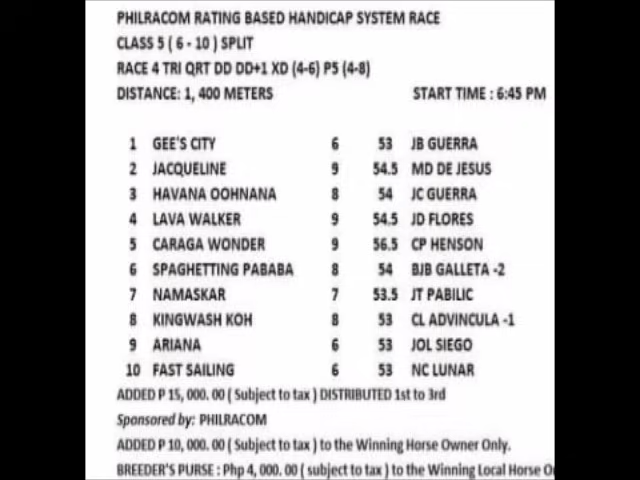 PHILRACOM RATING BASED HANDICAP SYSTEM RACE
CLASS 5 ( 6 - 10 ) SPLIT
RACE 4 TRI QRT DD DD+1 XD (4-6) P5 (4-8)
DISTANCE: 1, 400 METERS START TIME : 6:45 PM
1 GEE'S CITY 6 53 JB GUERRA
2 JACQUELINE 9 54.5 MD DE JESUS
3 HAVANA OOHNANA 8 54 JC GUERRA
4 LAVA WALKER 9 54.5 JD FLORES
5 CARAGA WONDER 9 56.5 CP HENSON
6 SPAGHETTING PABABA 8 54 BJB GALLETA -2
7 NAMASKAR 7 53.5 JT PABILIC
8 KINGWASH KOH 8 53 CL ADVINCULA -1
9 ARIANA 6 53 JOL SIEGO
10 FAST SAILING 6 53 NC LUNAR
ADDED P 15, 000. 00 ( Subject to tax ) DISTRIBUTED 1st to 3rd
Sponsored by: PHILRACOM
ADDED P 10, 000. 00 ( Subject to tax ) to the Winning Horse Owner Only.
BREEDER'S PURSE : Php 4, 000. 00 ( subject to tax ) to the Winning Local Horse O